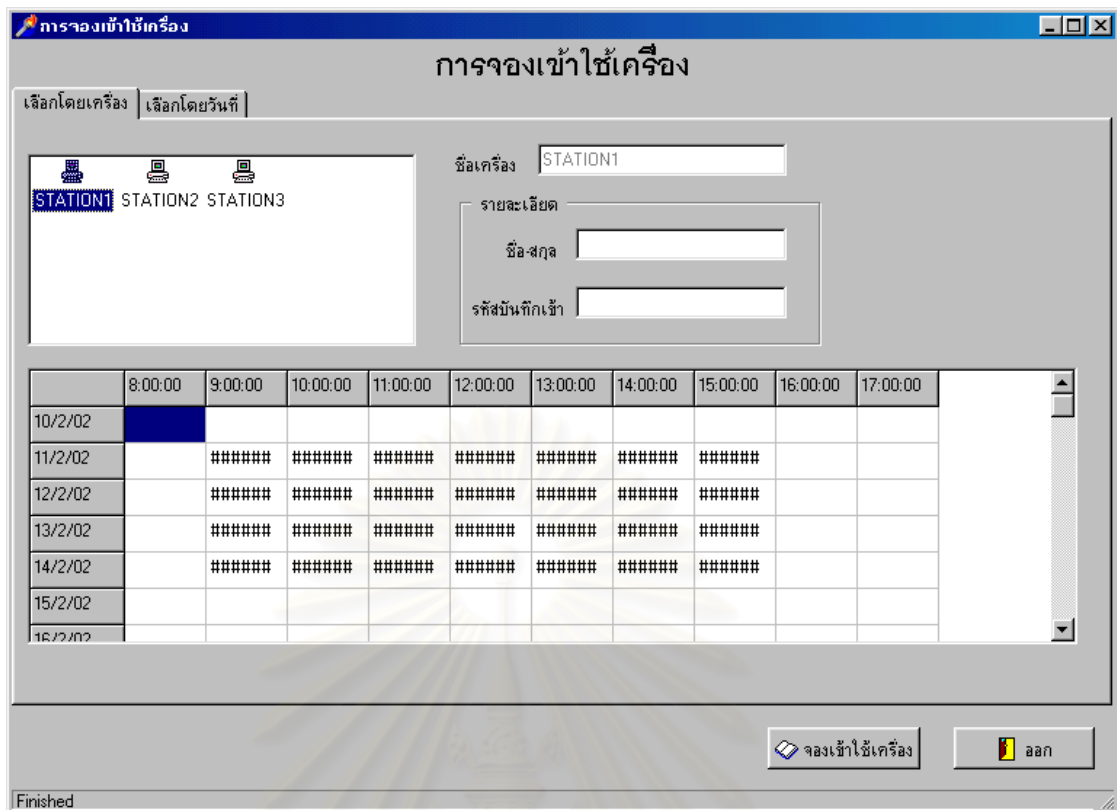 การจองเข้าใช้เครื่อง
การจองเข้าใช้เครื่อง
เลือกโดยเครื่อง เลือกโดยวันที่
STATION1 STATION2 STATION3
ชื่อเครื่อง STATION1
รายละเอียด
ชื่อ-สกุล
รหัสบันทึกเข้า
8:00:00 9:00:00 10:00:00 11:00:00 12:00:00 13:00:00 14:00:00 15:00:00 16:00:00 17:00:00
10/2/02
11/2/02 ###### ###### ###### ###### ###### ###### ######
12/2/02 ###### ###### ###### ###### ###### ###### ######
13/2/02 ###### ###### ###### ###### ###### ###### ######
14/2/02 ###### ###### ###### ###### ###### ###### ######
15/2/02
16/2/02
จองเข้าใช้เครื่อง ออก
Finished